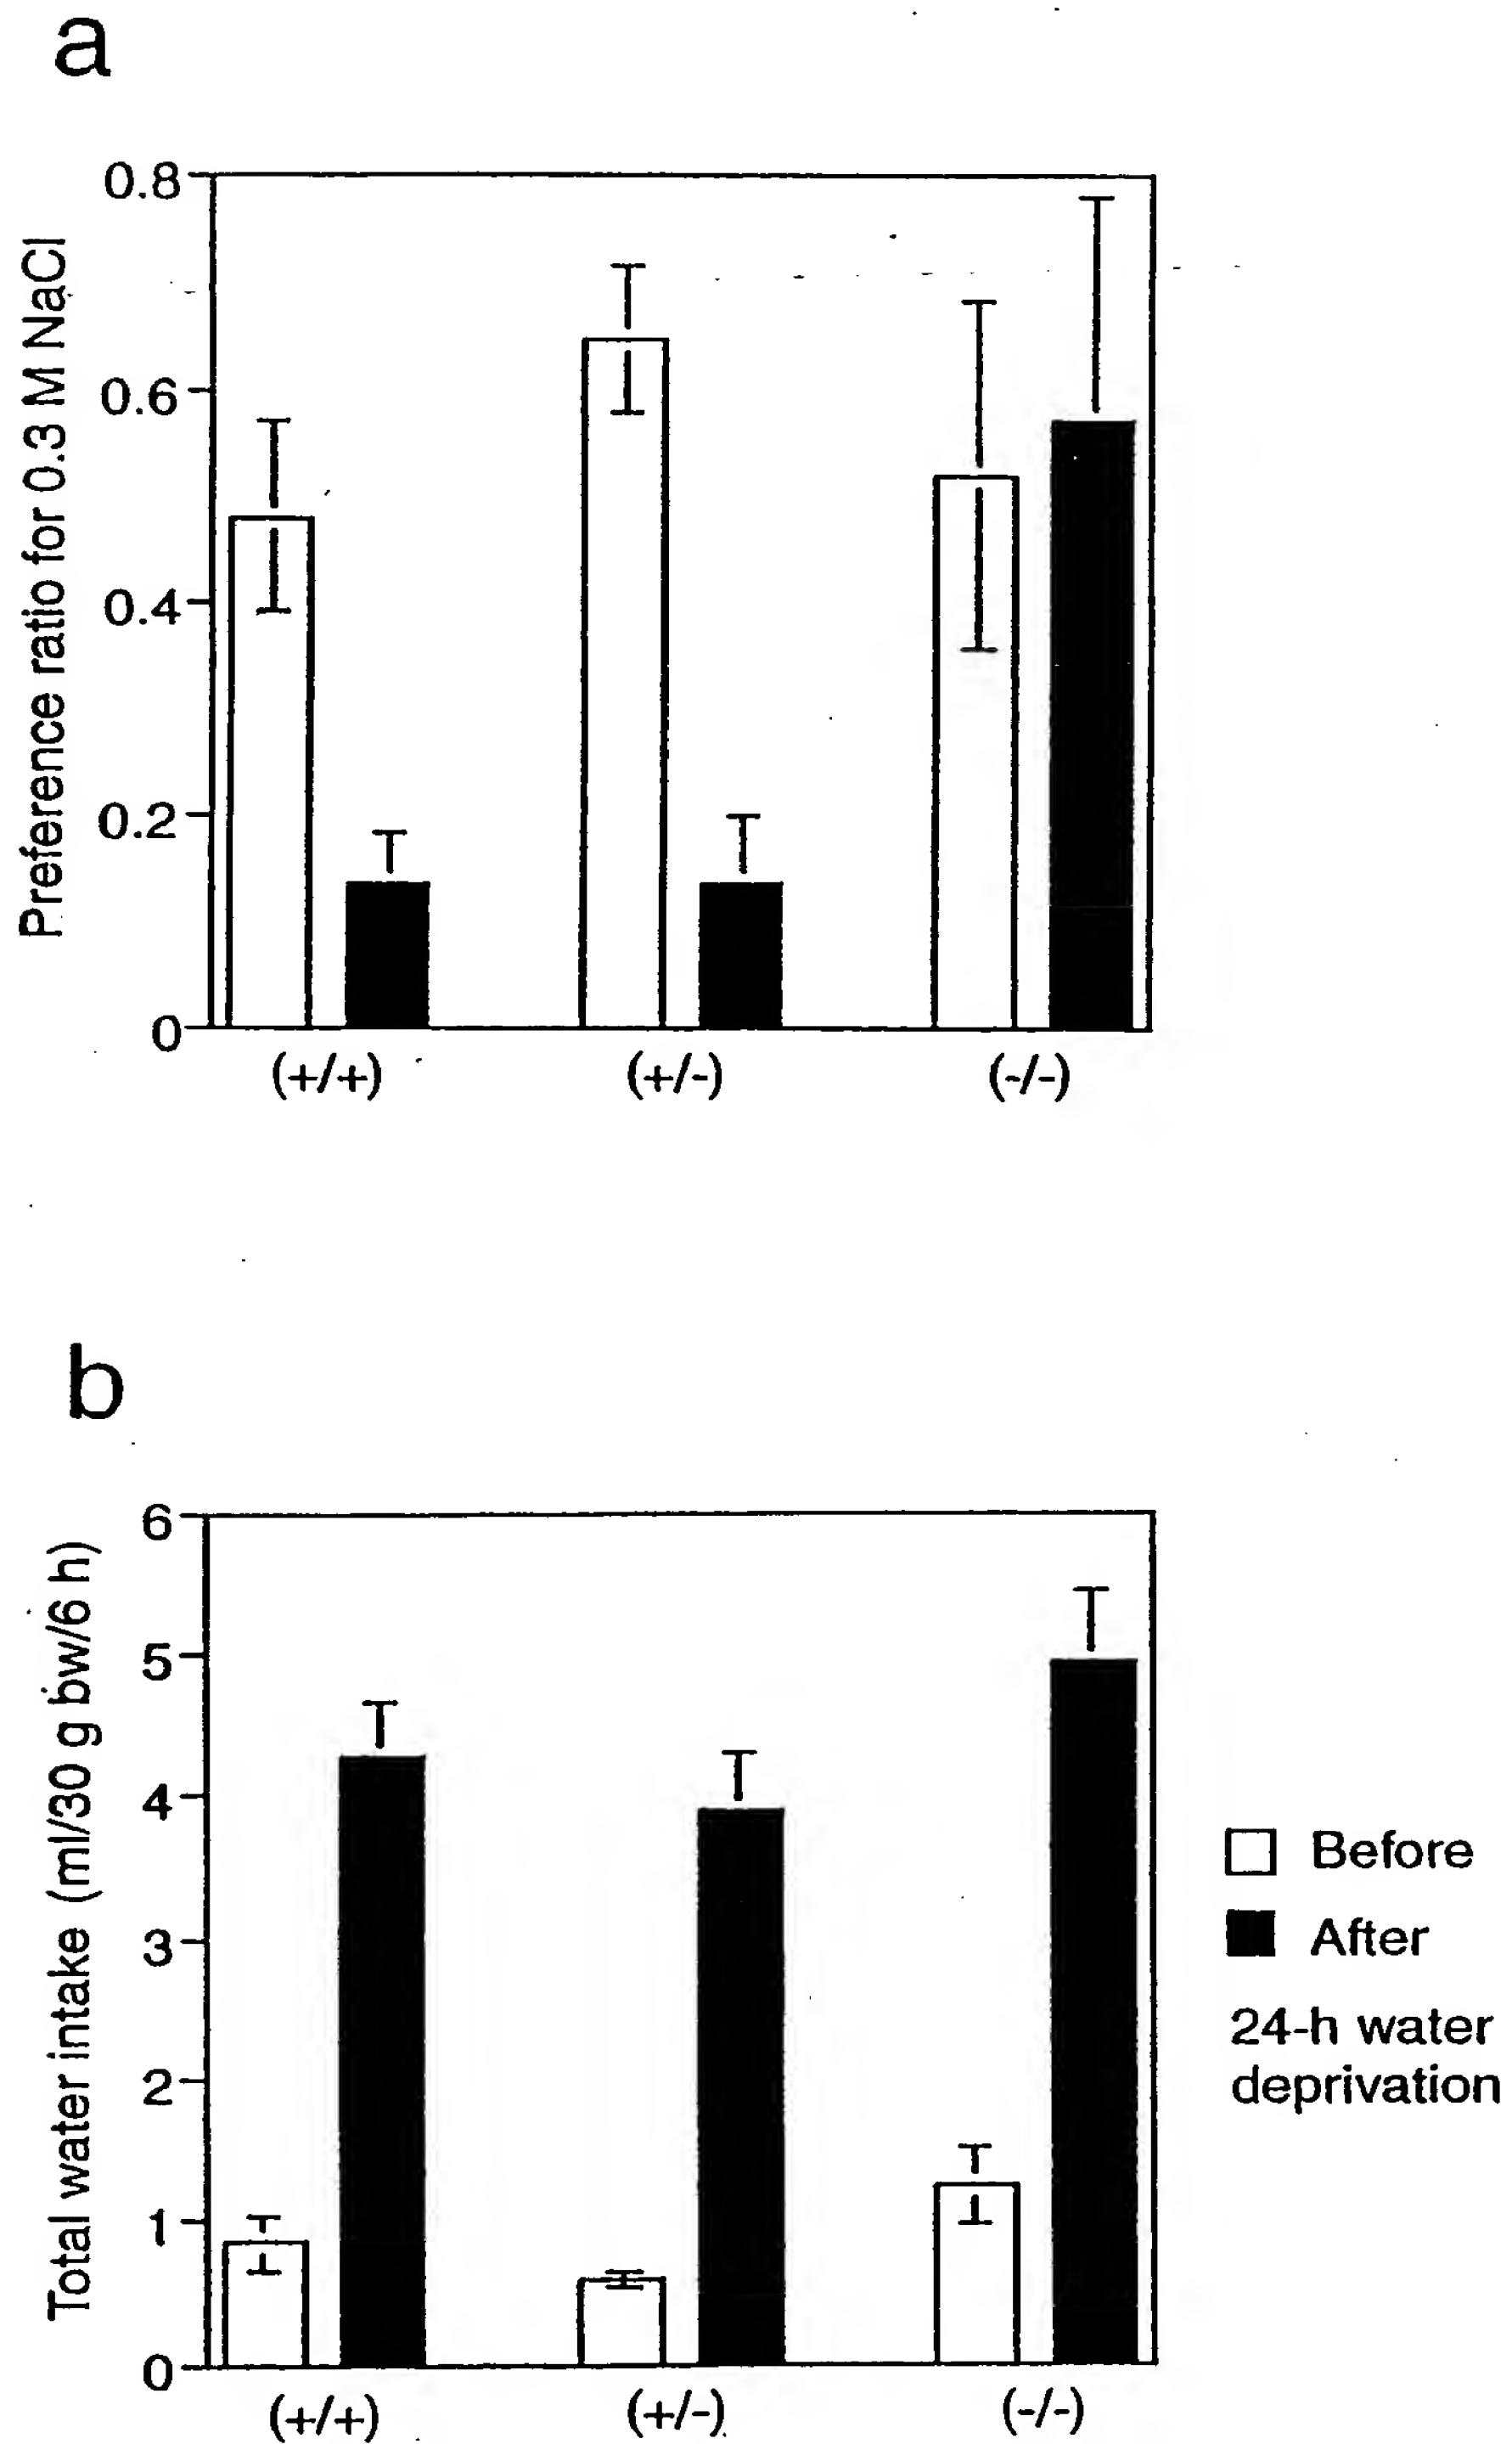 a
Preference ratio for 0.3 M NaCl
0.8
0.6
0.4
0.2
0
(+/+) (+/-) (-/-)
b
Total water intake (ml/30 g bw/6 h)
6
5
4
3
2
1
0
(+/+) (+/-) (-/-)
Before
After
24-h water
deprivation